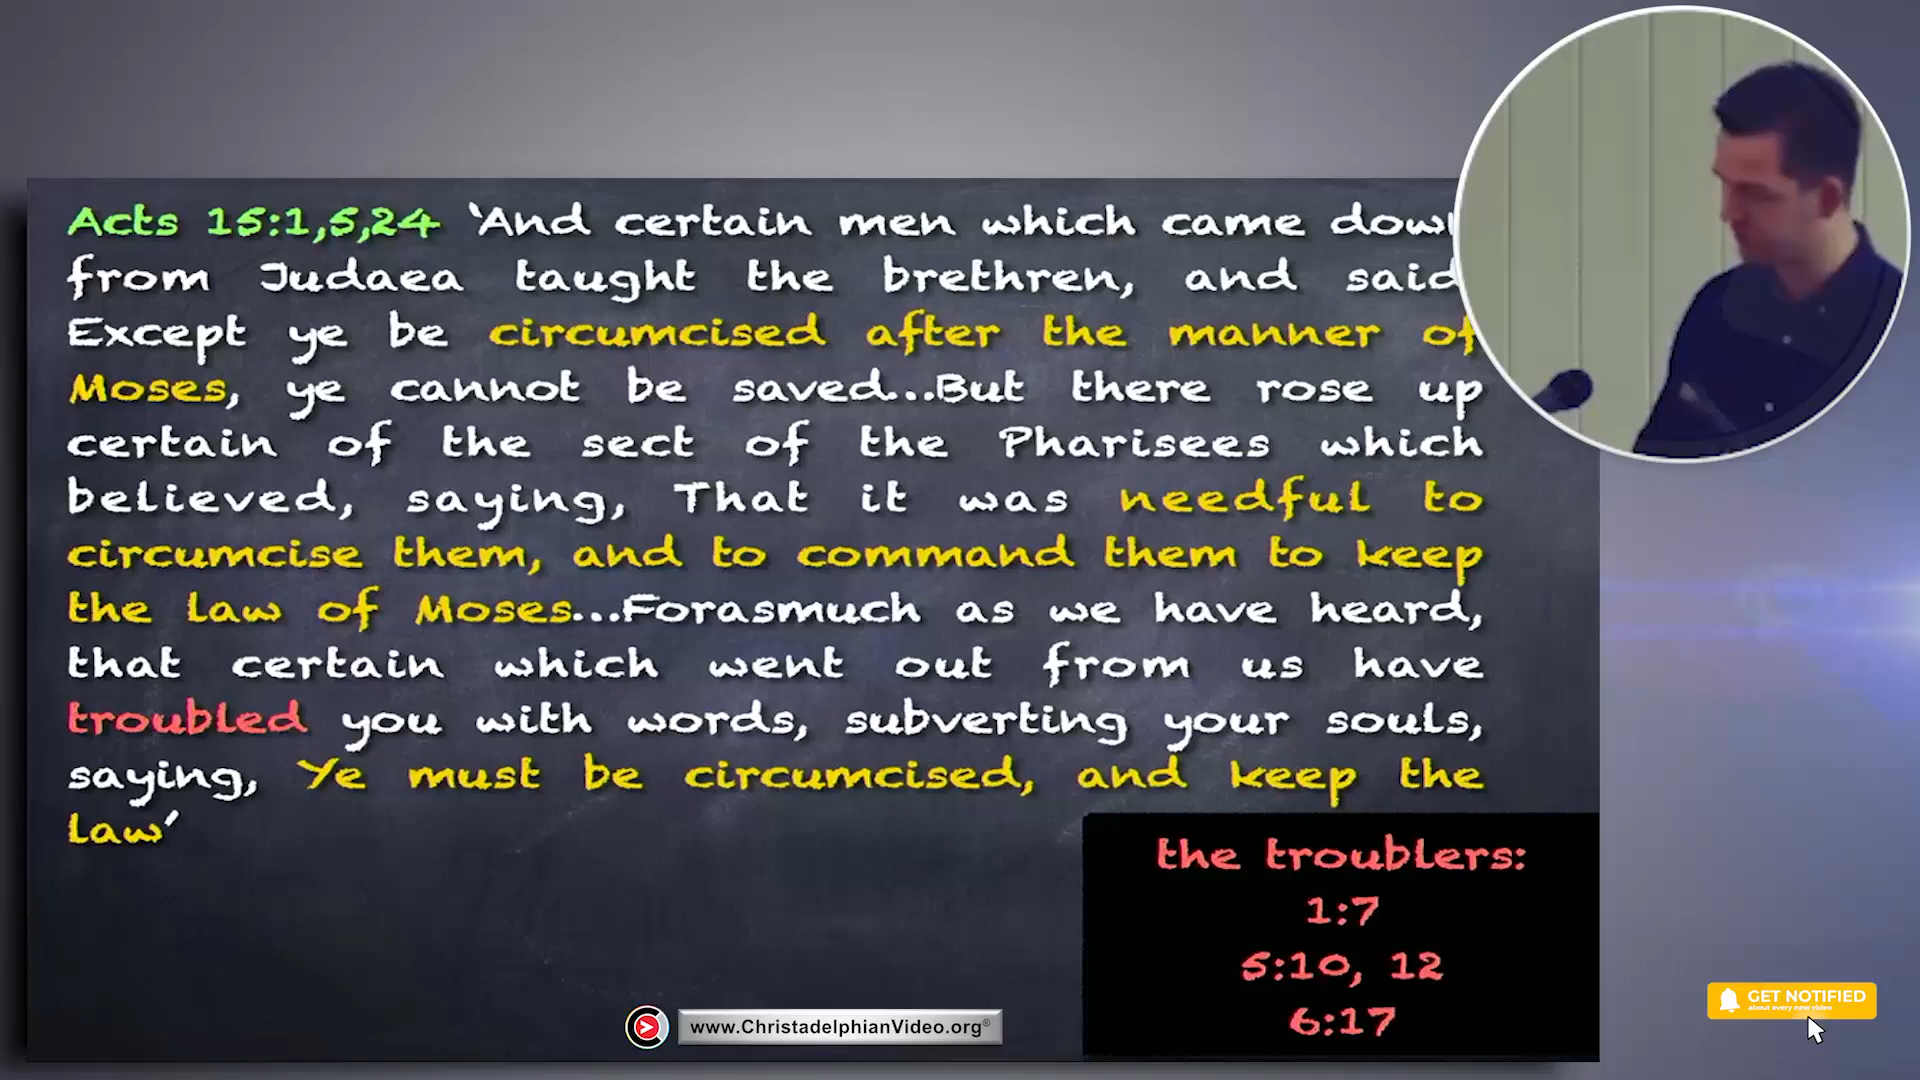 Acts 15:1,5,24 ‘And certain men which came down
from Judaea taught the brethren, and said
Except ye be circumcised after the manner of
Moses, ye cannot be saved...But there rose up
certain of the sect of the Pharisees which
believed, saying, That it was needful to
circumcise them, and to command them to keep
the law of Moses...Forasmuch as we have heard,
that certain which went out from us have
troubled you with words, subverting your souls,
saying, Ye must be circumcised, and keep the
law’
the troublers:
1:7
5:10, 12
6:17
www.ChristadelphianVideo.org®
GET NOTIFIED
about every new video